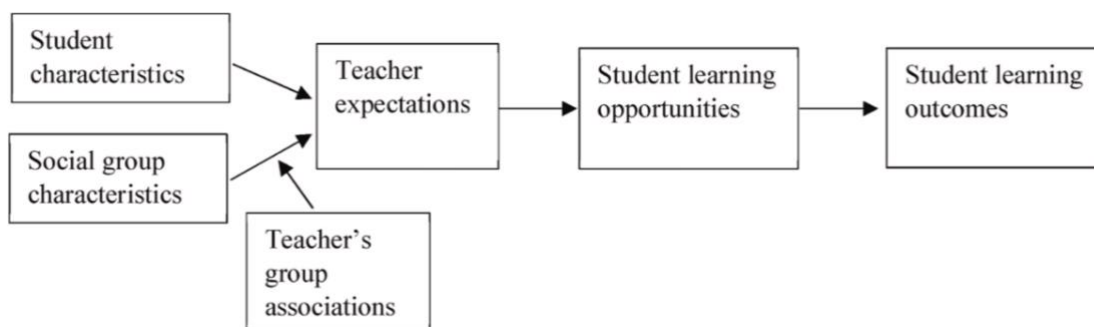 Student
characteristics
Teacher
expectations
Student learning
opportunities
Student learning
outcomes
Social group
characteristics
Teacher’s
group
associations